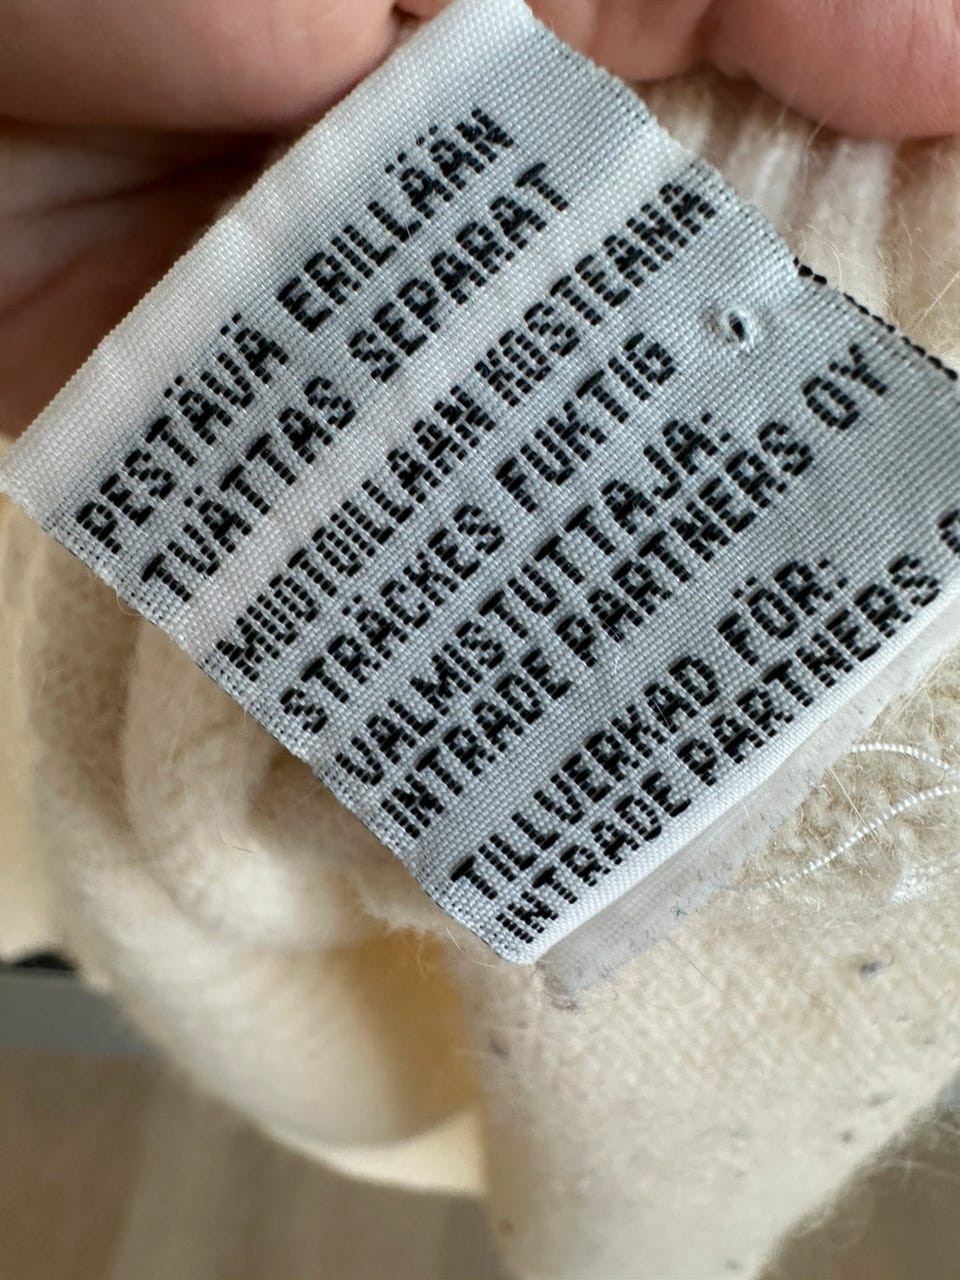 PESTÄVÄ ERILLÄÄN
TVÄTTAS SEPARAT
MUOTOILLAAN KOSTEANA
STRÄCKES FUKTIG
VALMISTUTTAJA:
INTRADE PARTNERS OY
TILLVERKAD FÖR:
INTRADE PARTNERS